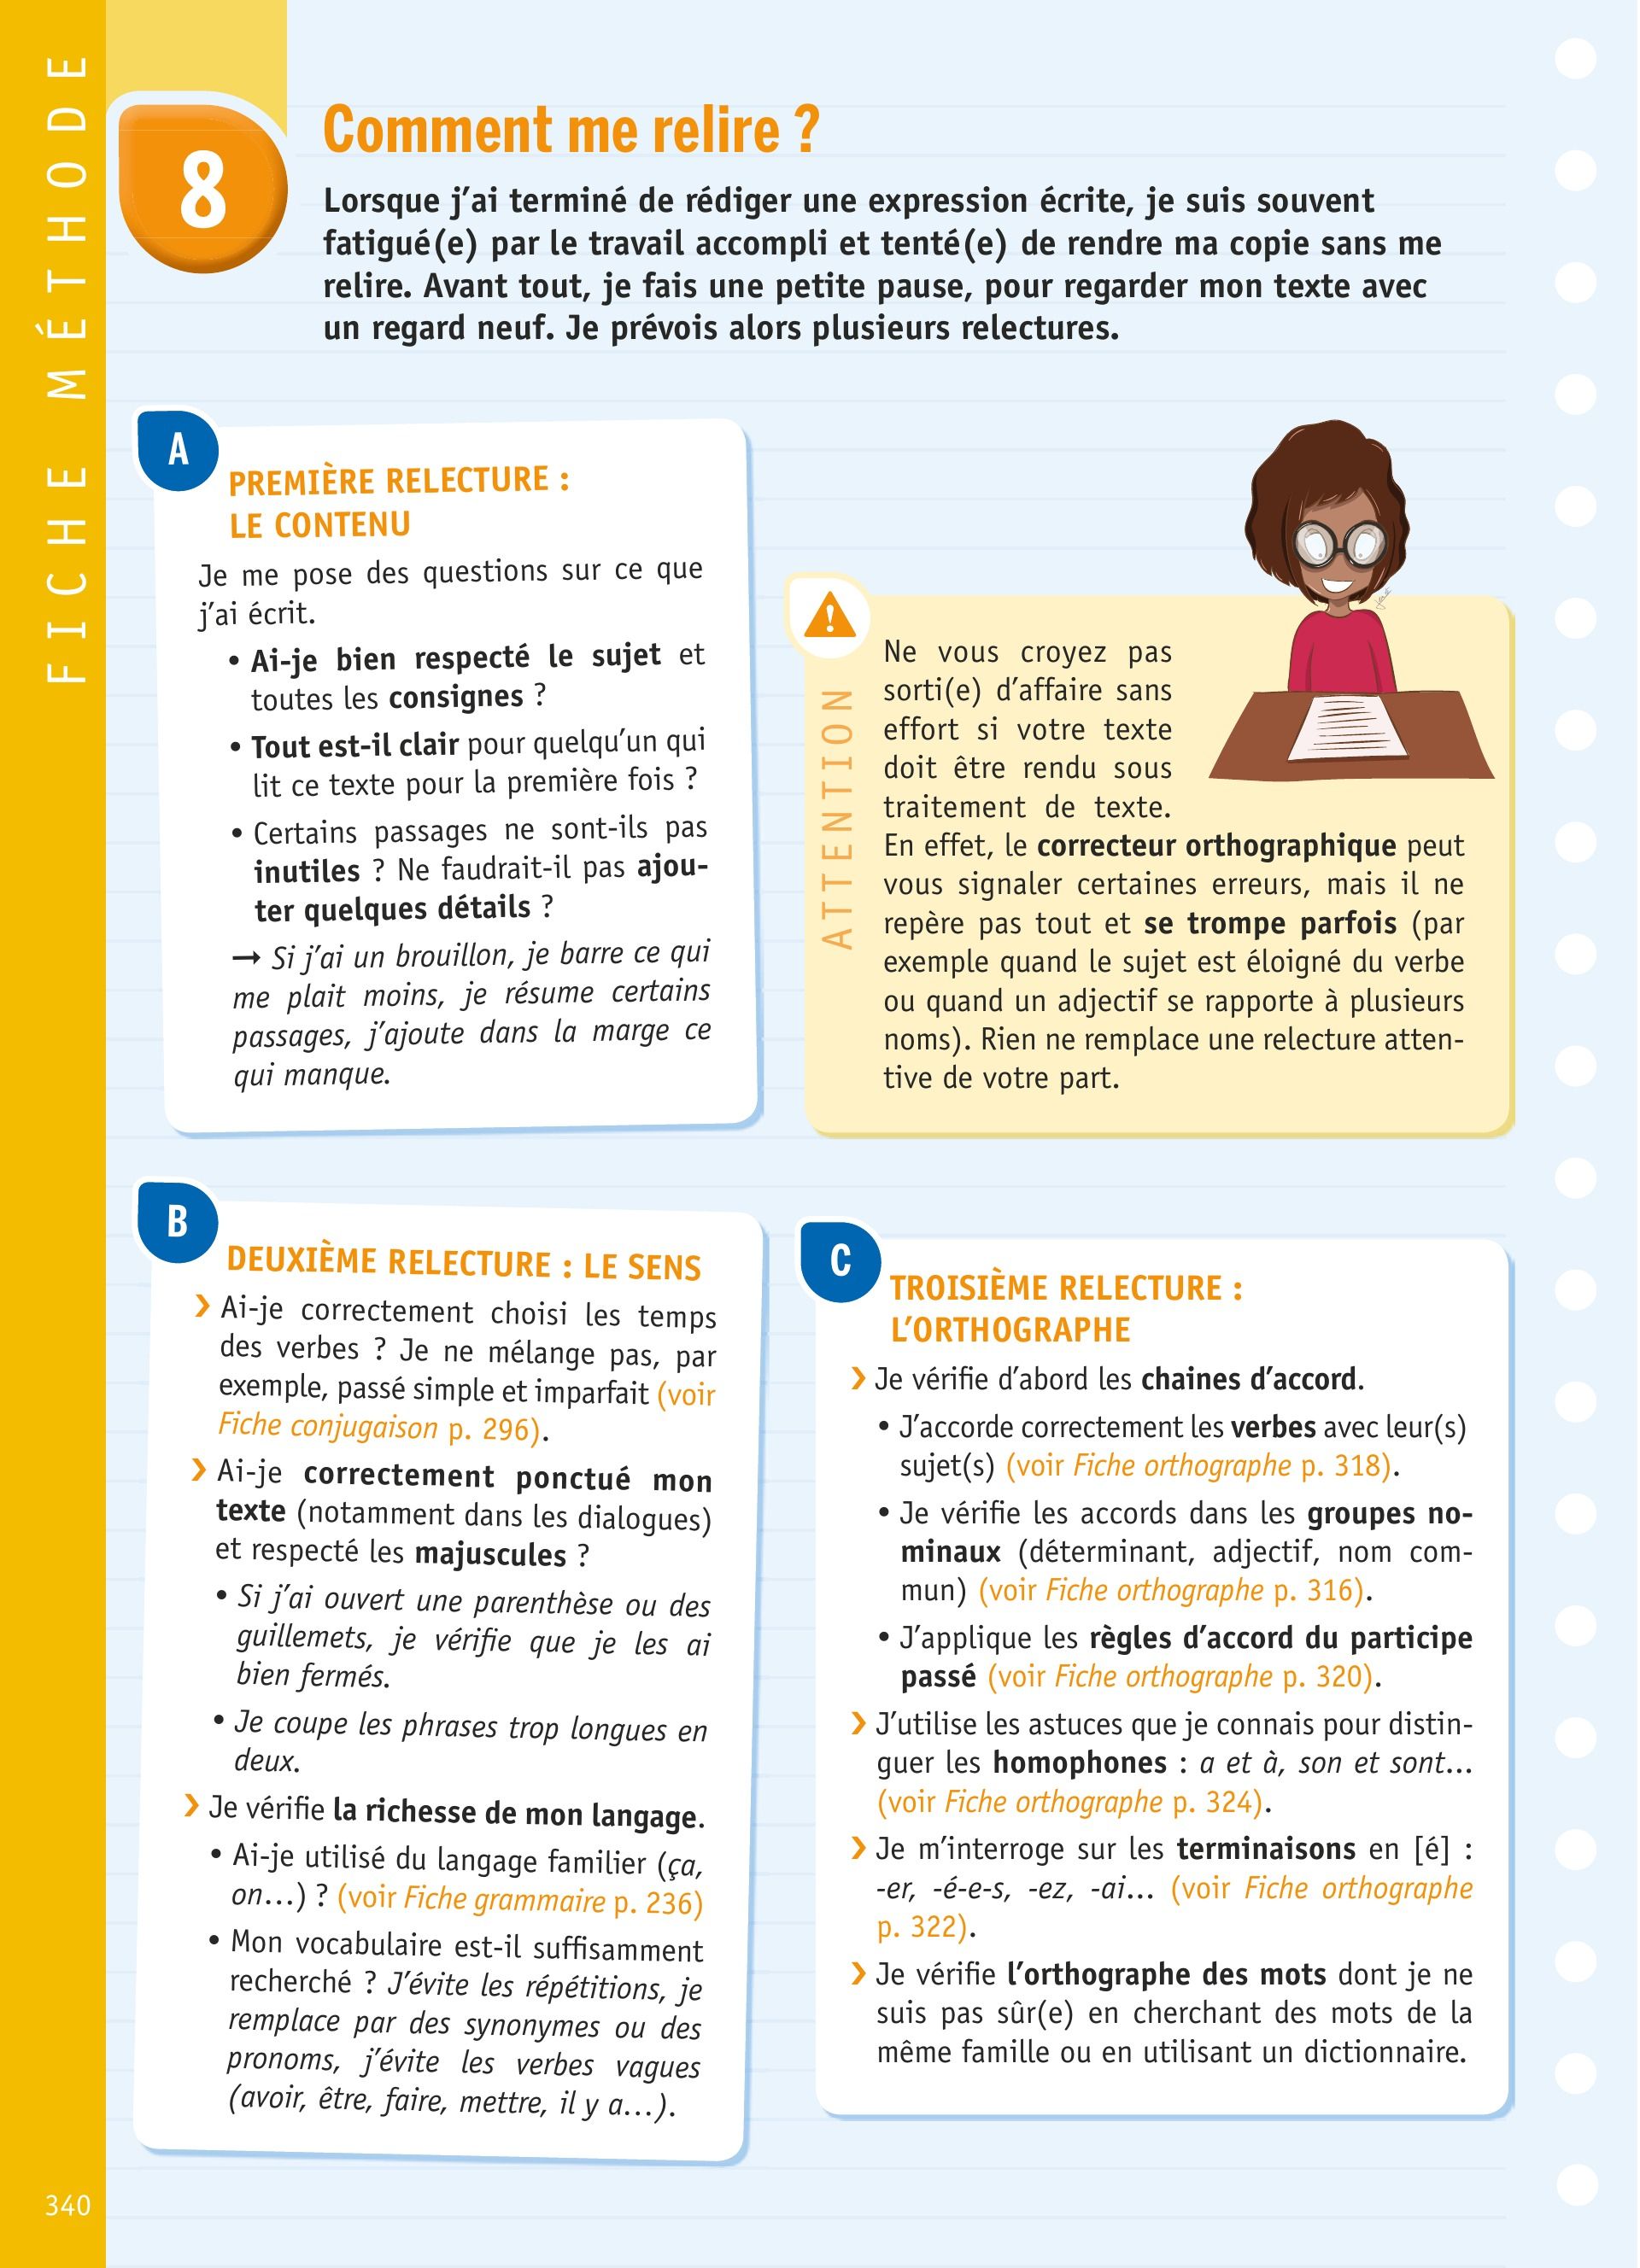 FICHE MÉTHODE
8
Comment me relire ?
Lorsque j’ai terminé de rédiger une expression écrite, je suis souvent
fatigué(e) par le travail accompli et tenté(e) de rendre ma copie sans me
relire. Avant tout, je fais une petite pause, pour regarder mon texte avec
un regard neuf. Je prévois alors plusieurs relectures.
A
PREMIÈRE RELECTURE :
LE CONTENU
Je me pose des questions sur ce que
j’ai écrit.
• Ai-je bien respecté le sujet et
toutes les consignes ?
• Tout est-il clair pour quelqu’un qui
lit ce texte pour la première fois ?
• Certains passages ne sont-ils pas
inutiles ? Ne faudrait-il pas ajou-
ter quelques détails ?
→ Si j’ai un brouillon, je barre ce qui
me plait moins, je résume certains
passages, j’ajoute dans la marge ce
qui manque.
ATTENTION
Ne vous croyez pas
sorti(e) d’affaire sans
effort si votre texte
doit être rendu sous
traitement de texte.
En effet, le correcteur orthographique peut
vous signaler certaines erreurs, mais il ne
repère pas tout et se trompe parfois (par
exemple quand le sujet est éloigné du verbe
ou quand un adjectif se rapporte à plusieurs
noms). Rien ne remplace une relecture atten-
tive de votre part.
B
DEUXIÈME RELECTURE : LE SENS
› Ai-je correctement choisi les temps
des verbes ? Je ne mélange pas, par
exemple, passé simple et imparfait (voir
Fiche conjugaison p. 296).
› Ai-je correctement ponctué mon
texte (notamment dans les dialogues)
et respecté les majuscules ?
• Si j’ai ouvert une parenthèse ou des
guillemets, je vérifie que je les ai
bien fermés.
• Je coupe les phrases trop longues en
deux.
› Je vérifie la richesse de mon langage.
• Ai-je utilisé du langage familier (ça,
on…) ? (voir Fiche grammaire p. 236)
• Mon vocabulaire est-il suffisamment
recherché ? J’évite les répétitions, je
remplace par des synonymes ou des
pronoms, j’évite les verbes vagues
(avoir, être, faire, mettre, il y a…).
C
TROISIÈME RELECTURE :
L’ORTHOGRAPHE
› Je vérifie d’abord les chaines d’accord.
• J’accorde correctement les verbes avec leur(s)
sujet(s) (voir Fiche orthographe p. 318).
• Je vérifie les accords dans les groupes no-
minaux (déterminant, adjectif, nom com-
mun) (voir Fiche orthographe p. 316).
• J’applique les règles d’accord du participe
passé (voir Fiche orthographe p. 320).
› J’utilise les astuces que je connais pour distin-
guer les homophones : a et à, son et sont…
(voir Fiche orthographe p. 324).
› Je m’interroge sur les terminaisons en [é] :
-er, -é-e-s, -ez, -ai… (voir Fiche orthographe
p. 322).
› Je vérifie l’orthographe des mots dont je ne
suis pas sûr(e) en cherchant des mots de la
même famille ou en utilisant un dictionnaire.
340